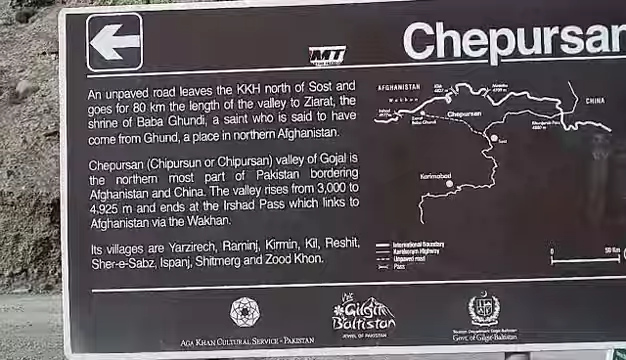 MT
Chepursan
An unpaved road leaves the KKH north of Sost and
goes for 80 km the length of the valley to Ziarat, the
shrine of Baba Ghundi, a saint who is said to have
come from Ghund, a place in northern Afghanistan.
Chepursan (Chipursun or Chipursan) valley of Gojal is
the northern most part of Pakistan bordering
Afghanistan and China. The valley rises from 3,000 to
4,925 m and ends at the Irshad Pass which links to
Afghanistan via the Wakhan.
Its villages are Yarzirech, Raminj, Kirmin, Kil, Reshit,
Sher-e-Sabz, Ispanj, Shitmerg and Zood Khon.
AFGHANISTAN
Wakhan
CHINA
Chepursan
Sost
Karimabad
International boundary
Karakoram Highway
Unpaved road
Pass
0
50 Km
AGA KHAN CULTURAL SERVICE - PAKISTAN
Gilgit
Baltistan
JEWEL OF PAKISTAN
Govt. of Gilgit-Baltistan